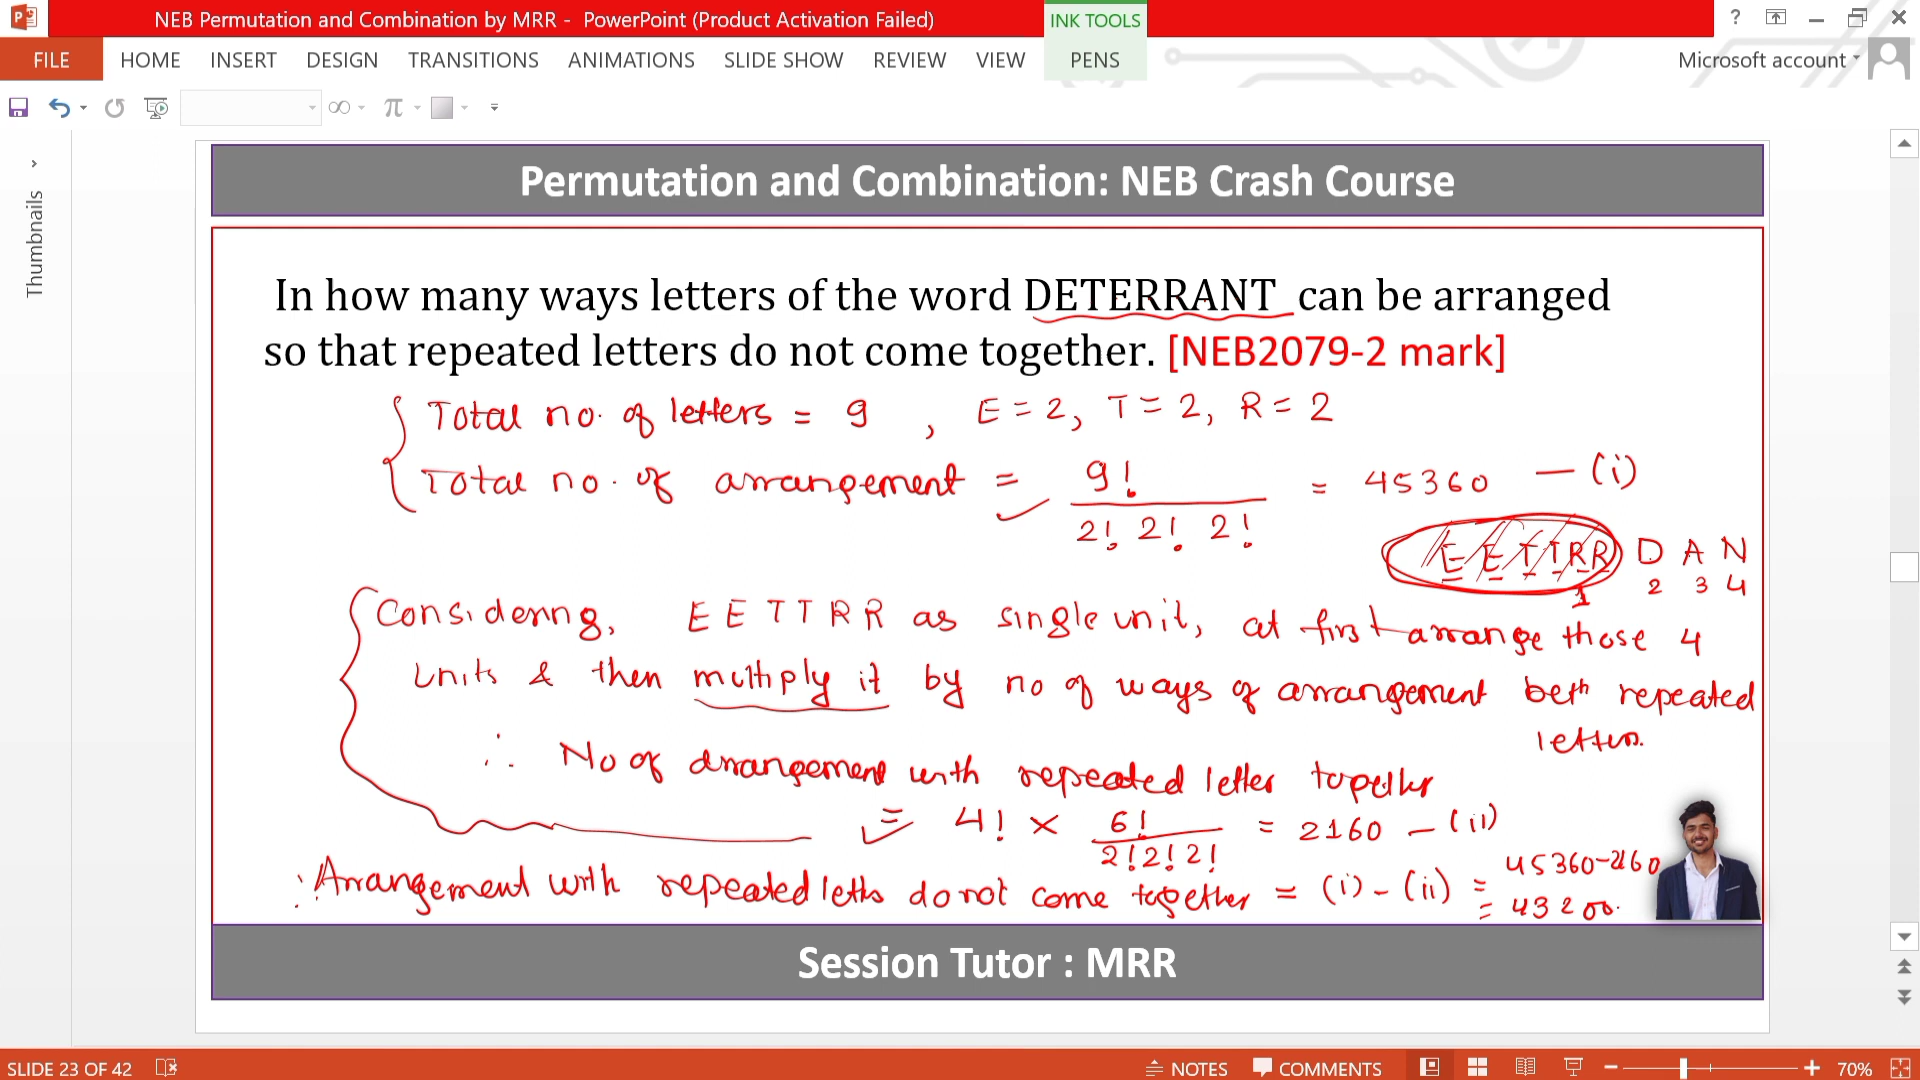 NEB Permutation and Combination by MRR - PowerPoint (Product Activation Failed)
INK TOOLS
?
FILE HOME INSERT DESIGN TRANSITIONS ANIMATIONS SLIDE SHOW REVIEW VIEW PENS
Microsoft account
Thumbnails
Permutation and Combination: NEB Crash Course
In how many ways letters of the word DETERRANT can be arranged
so that repeated letters do not come together. [NEB2079-2 mark]
Total no. of letters = 9 , E = 2, T = 2, R = 2
Total no. of arrangement = 9! / 2! 2! 2! = 45360 — (i)
E E T T R R D A N
1 2 3 4
Considering, E E T T R R as single unit, at first arrange those 4
units & then multiply it by no of ways of arrangement betn repeated
letters.
∴ No of arrangement with repeated letter together
= 4! × 6! / 2! 2! 2! = 2160 — (ii)
∴ Arrangement with repeated letters do not come together = (i) - (ii) = 45360-2160
= 43200.
Session Tutor : MRR
SLIDE 23 OF 42
NOTES COMMENTS 70%